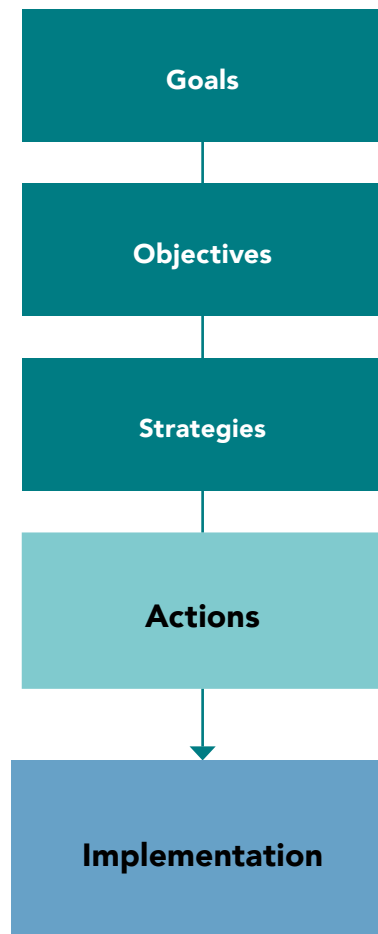 Goals
Objectives
Strategies
Actions
Implementation